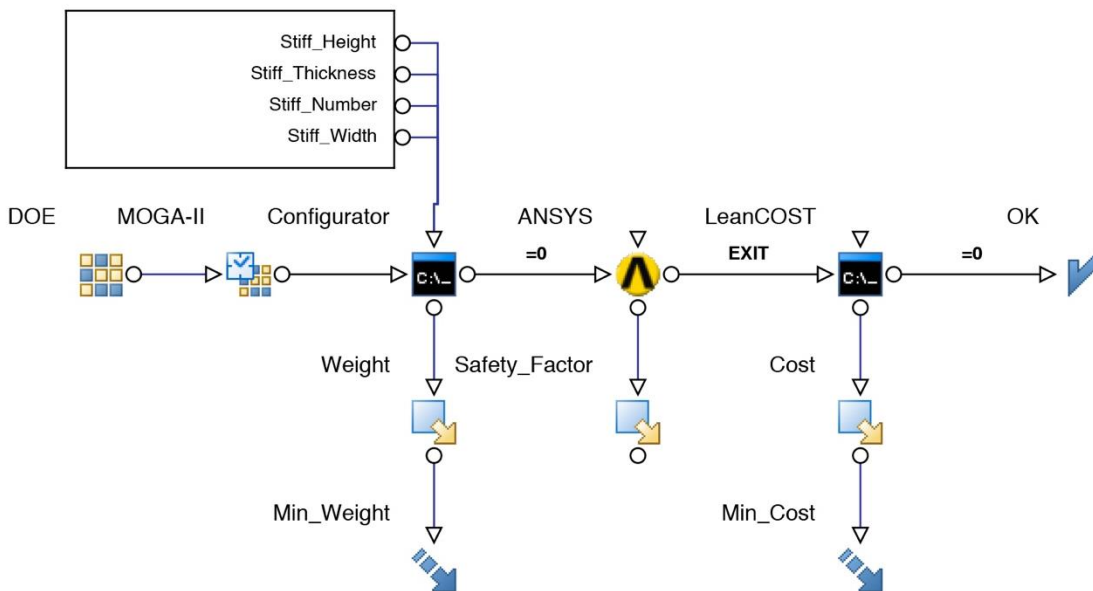 Stiff_Height
Stiff_Thickness
Stiff_Number
Stiff_Width
DOE MOGA-II Configurator ANSYS LeanCOST OK
=0 EXIT =0
C:\_ C:\_
Weight Safety_Factor Cost
Min_Weight Min_Cost